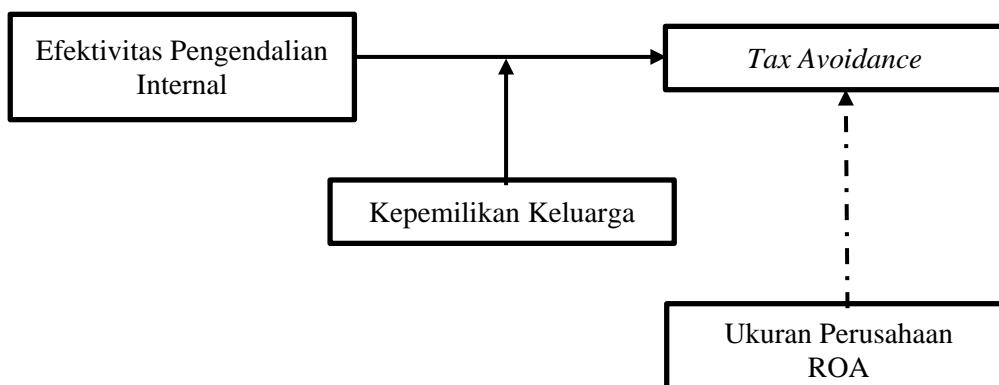 Efektivitas Pengendalian
Internal
Tax Avoidance
Kepemilikan Keluarga
Ukuran Perusahaan
ROA